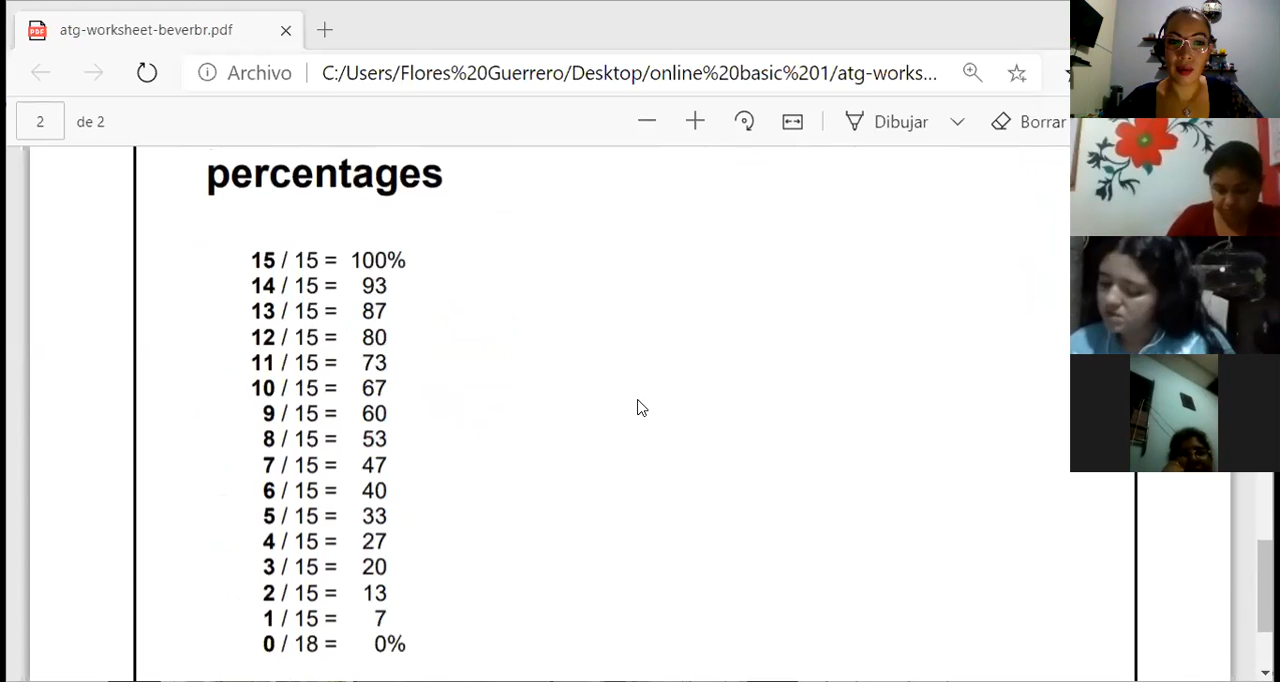 atg-worksheet-beverbr.pdf
Archivo C:/Users/Flores%20Guerrero/Desktop/online%20basic%201/atg-works...
2 de 2 Dibujar Borrar
percentages
15 / 15 = 100%
14 / 15 = 93
13 / 15 = 87
12 / 15 = 80
11 / 15 = 73
10 / 15 = 67
9 / 15 = 60
8 / 15 = 53
7 / 15 = 47
6 / 15 = 40
5 / 15 = 33
4 / 15 = 27
3 / 15 = 20
2 / 15 = 13
1 / 15 = 7
0 / 18 = 0%